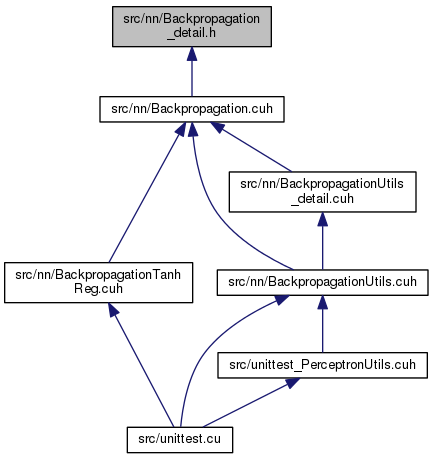 src/nn/Backpropagation
_detail.h
src/nn/Backpropagation.cuh
src/nn/BackpropagationUtils
_detail.cuh
src/nn/BackpropagationTanh
Reg.cuh
src/nn/BackpropagationUtils.cuh
src/unittest_PerceptronUtils.cuh
src/unittest.cu